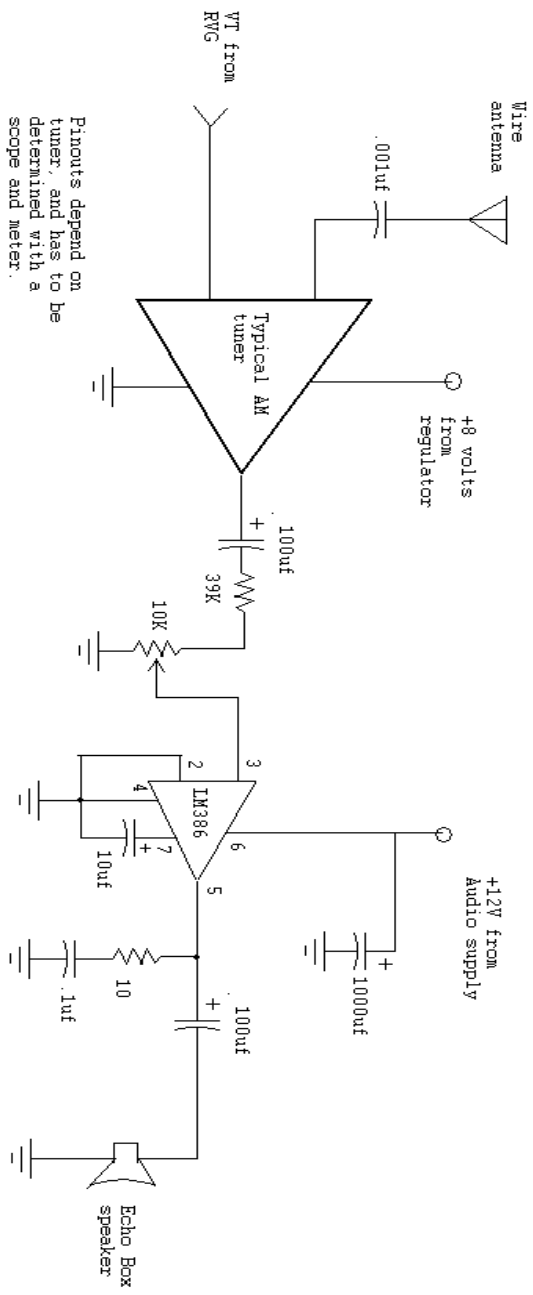 Wire
antenna
.001uf
VT from
RVG
Pinouts depend on
tuner, and has to be
determined with a
scope and meter.
Typical AM
tuner
+8 volts
from
regulator
+
100uf
39K
10K
3
2
LM386
4
6
7
+
10uf
5
+12V from
Audio supply
+
1000uf
10
.1uf
+
100uf
Echo Box
speaker